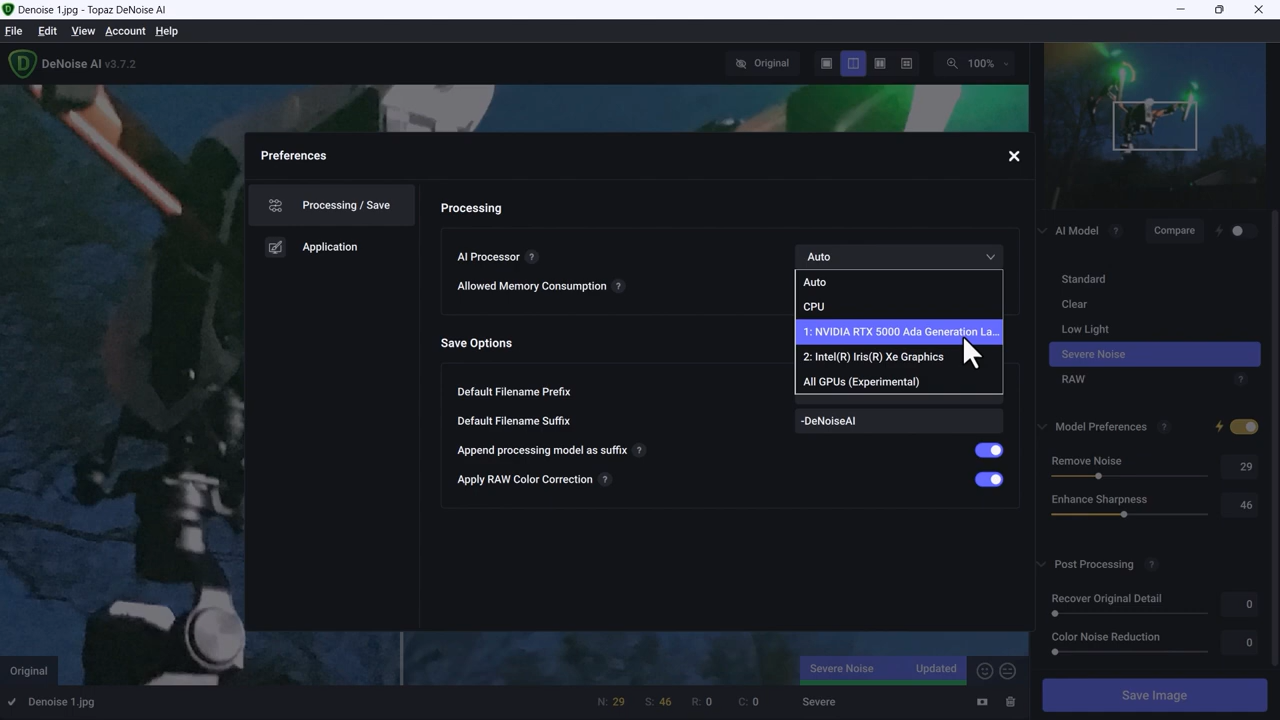 Denoise 1.jpg - Topaz DeNoise AI
File Edit View Account Help
DeNoise AI v3.7.2
Original
100%
Preferences
Processing / Save
Application
Processing
AI Processor ?
Auto
Allowed Memory Consumption ?
Auto
CPU
1: NVIDIA RTX 5000 Ada Generation La...
2: Intel(R) Iris(R) Xe Graphics
All GPUs (Experimental)
Save Options
Default Filename Prefix
Default Filename Suffix
-DeNoiseAI
Append processing model as suffix ?
Apply RAW Color Correction ?
AI Model ?
Compare
Standard
Clear
Low Light
Severe Noise
RAW ?
Model Preferences ?
Remove Noise 29
Enhance Sharpness 46
Post Processing ?
Recover Original Detail 0
Color Noise Reduction 0
Save Image
Original
Severe Noise Updated
Denoise 1.jpg
N: 29 S: 46 R: 0 C: 0 Severe